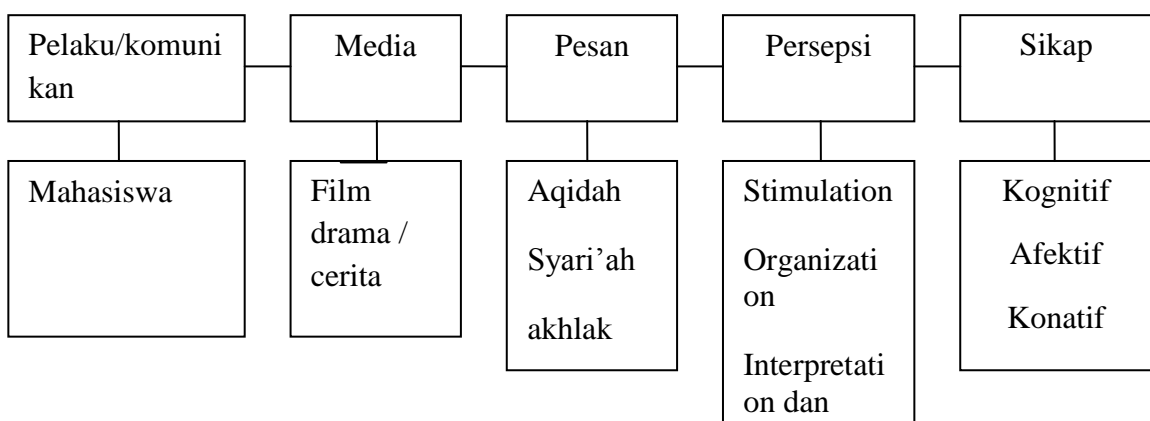 Pelaku/komuni
kan
Media
Pesan
Persepsi
Sikap
Mahasiswa
Film
drama /
cerita
Aqidah
Syari’ah
akhlak
Stimulation
Organizati
on
Interpretati
on dan
Kognitif
Afektif
Konatif